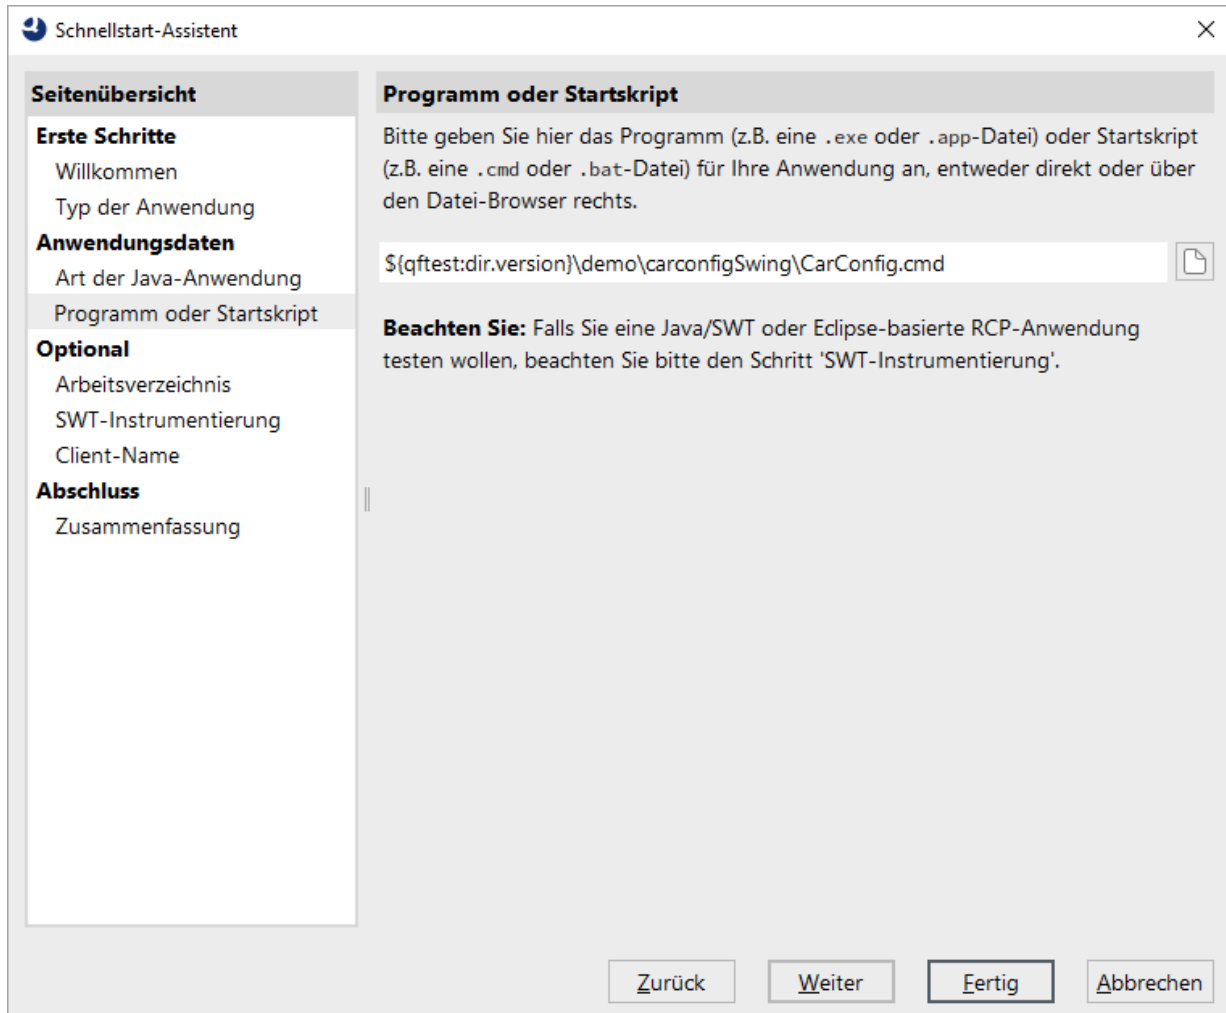 Schnellstart-Assistent
Seitenübersicht
Erste Schritte
Willkommen
Typ der Anwendung
Anwendungsdaten
Art der Java-Anwendung
Programm oder Startskript
Optional
Arbeitsverzeichnis
SWT-Instrumentierung
Client-Name
Abschluss
Zusammenfassung
Programm oder Startskript
Bitte geben Sie hier das Programm (z.B. eine .exe oder .app-Datei) oder Startskript
(z.B. eine .cmd oder .bat-Datei) für Ihre Anwendung an, entweder direkt oder über
den Datei-Browser rechts.
${qftest:dir.version}\demo\carconfigSwing\CarConfig.cmd
Beachten Sie: Falls Sie eine Java/SWT oder Eclipse-basierte RCP-Anwendung
testen wollen, beachten Sie bitte den Schritt 'SWT-Instrumentierung'.
Zurück
Weiter
Fertig
Abbrechen